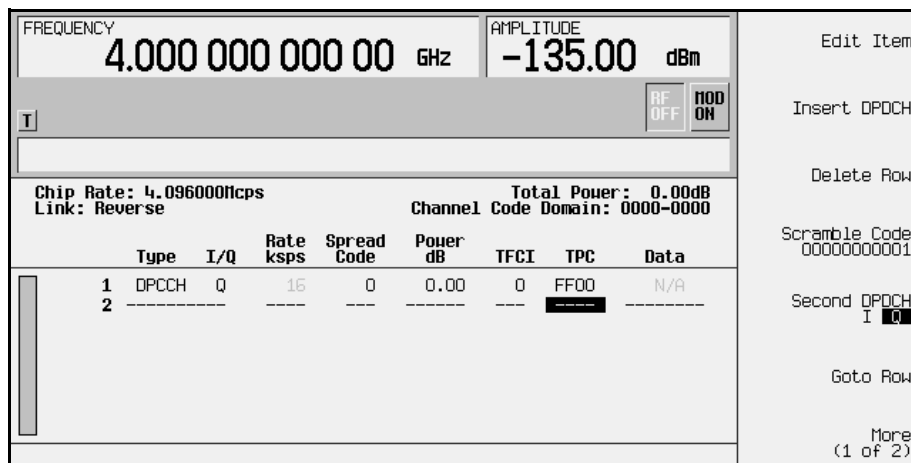 FREQUENCY
4.000 000 000 00 GHz
AMPLITUDE
-135.00 dBm
RF OFF
MOD ON
T
Chip Rate: 4.096000Mcps
Total Power: 0.00dB
Link: Reverse
Channel Code Domain: 0000-0000
Type I/Q Rate ksps Spread Code Power dB TFCI TPC Data
1 DPCCH Q 16 0 0.00 0 FF00 N/A
2 ---------- ---- --- ------ --- ---- --------
Edit Item
Insert DPDCH
Delete Row
Scramble Code
00000000001
Second DPDCH
I Q
Goto Row
More
(1 of 2)